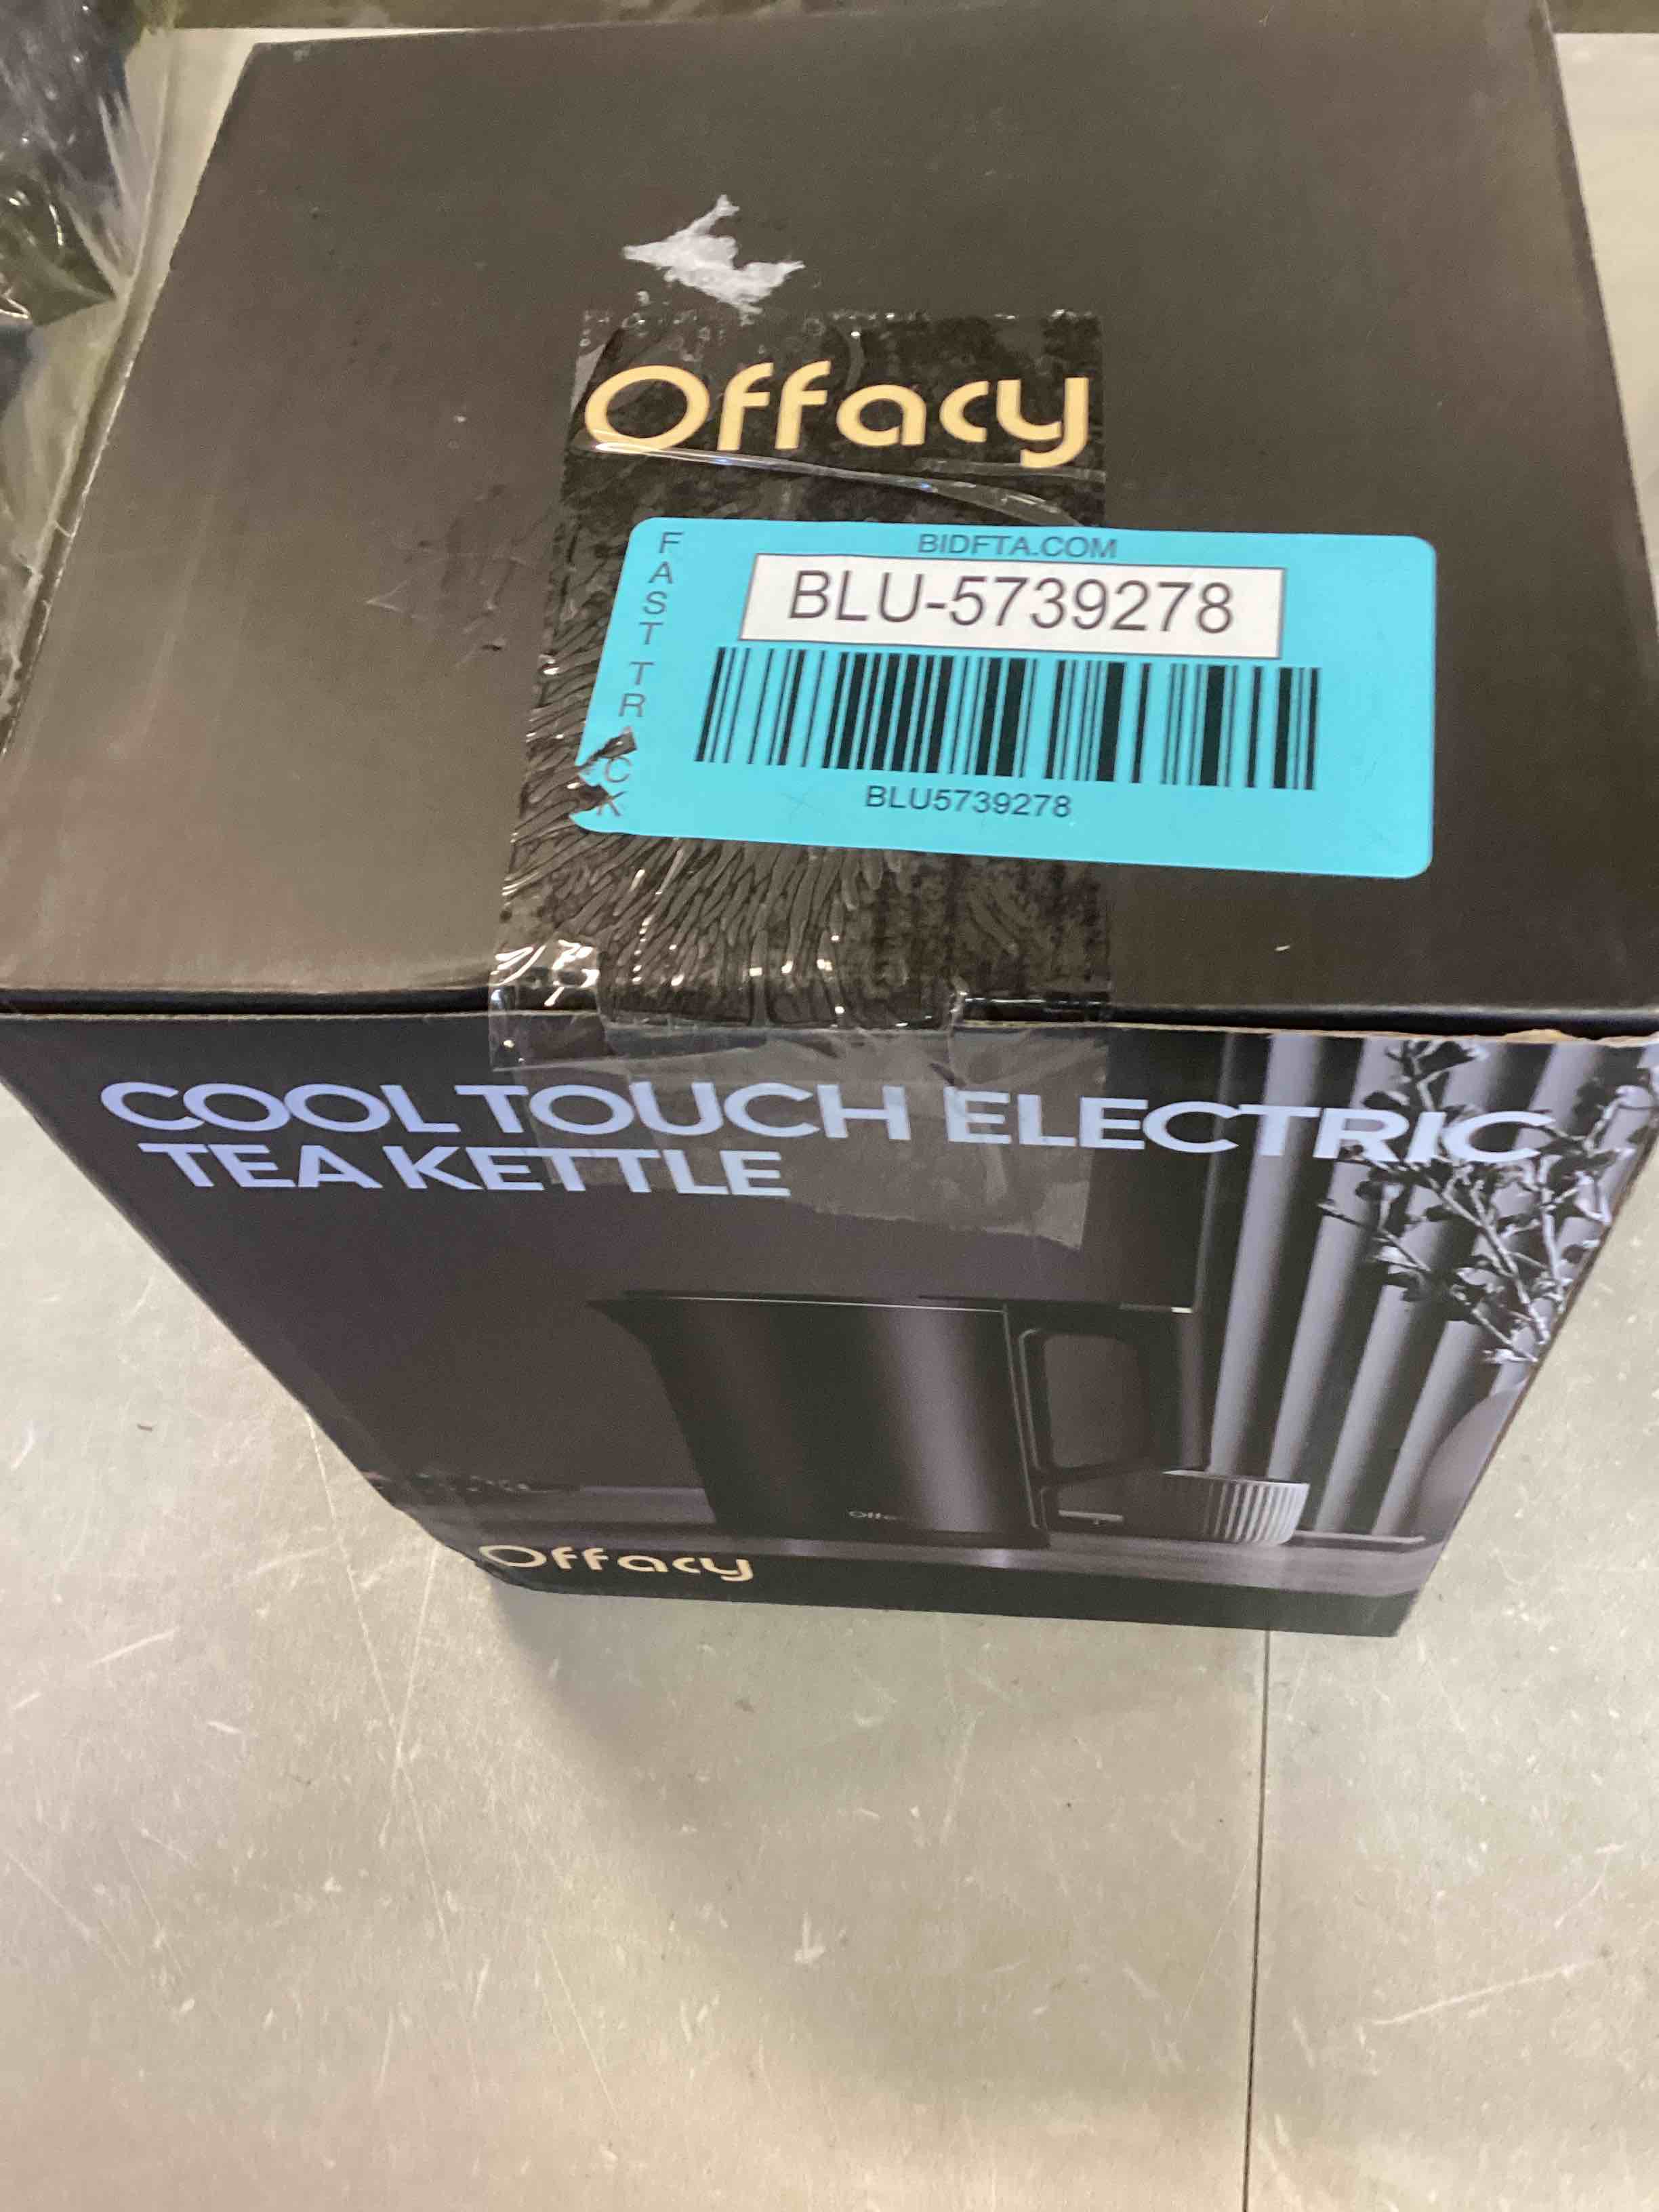 Offacy
BIDFTA.COM
FAST TRACK
BLU-5739278
BLU5739278
COOL TOUCH ELECTRIC
TEA KETTLE
Offacy